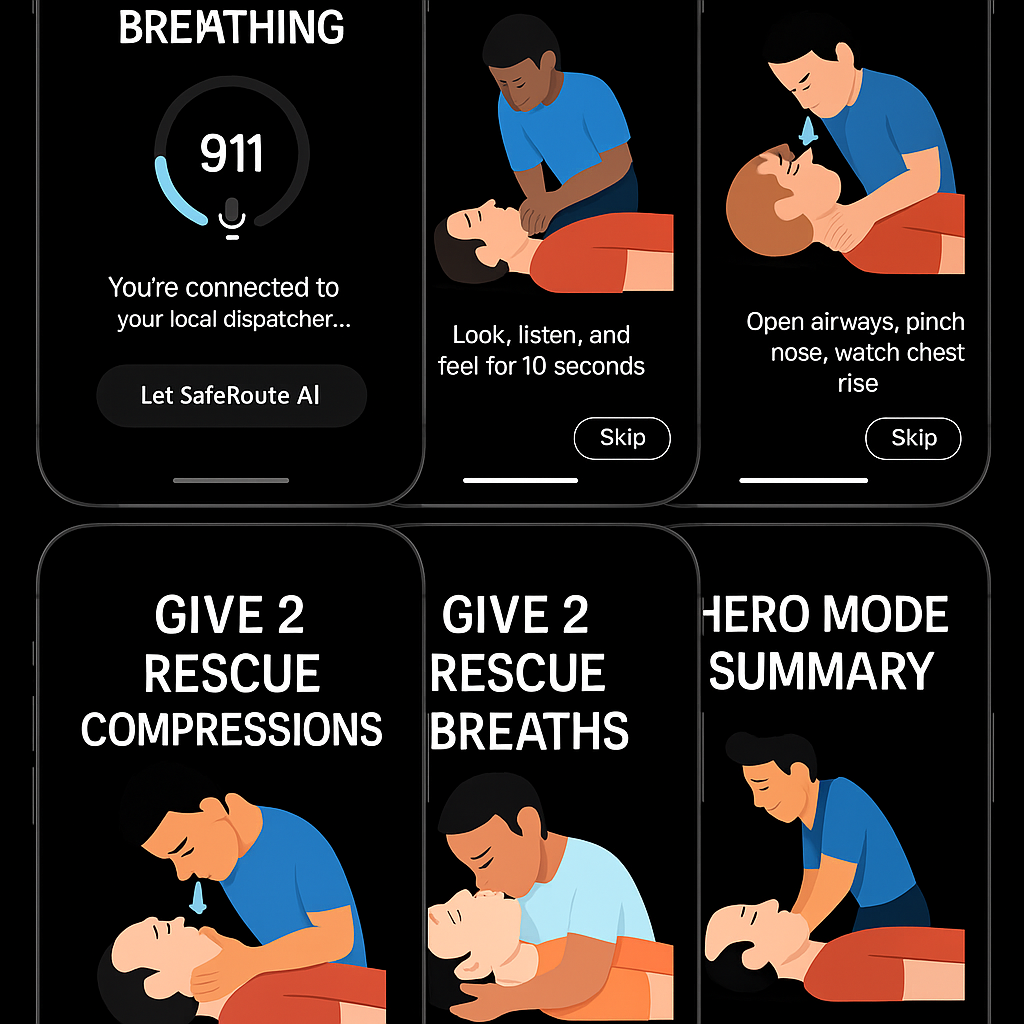 BREATHING
911
You're connected to
your local dispatcher...
Let SafeRoute AI
Look, listen, and
feel for 10 seconds
Skip
Open airways, pinch
nose, watch chest
rise
Skip
GIVE 2
RESCUE
COMPRESSIONS
GIVE 2
RESCUE
BREATHS
HERO MODE
SUMMARY